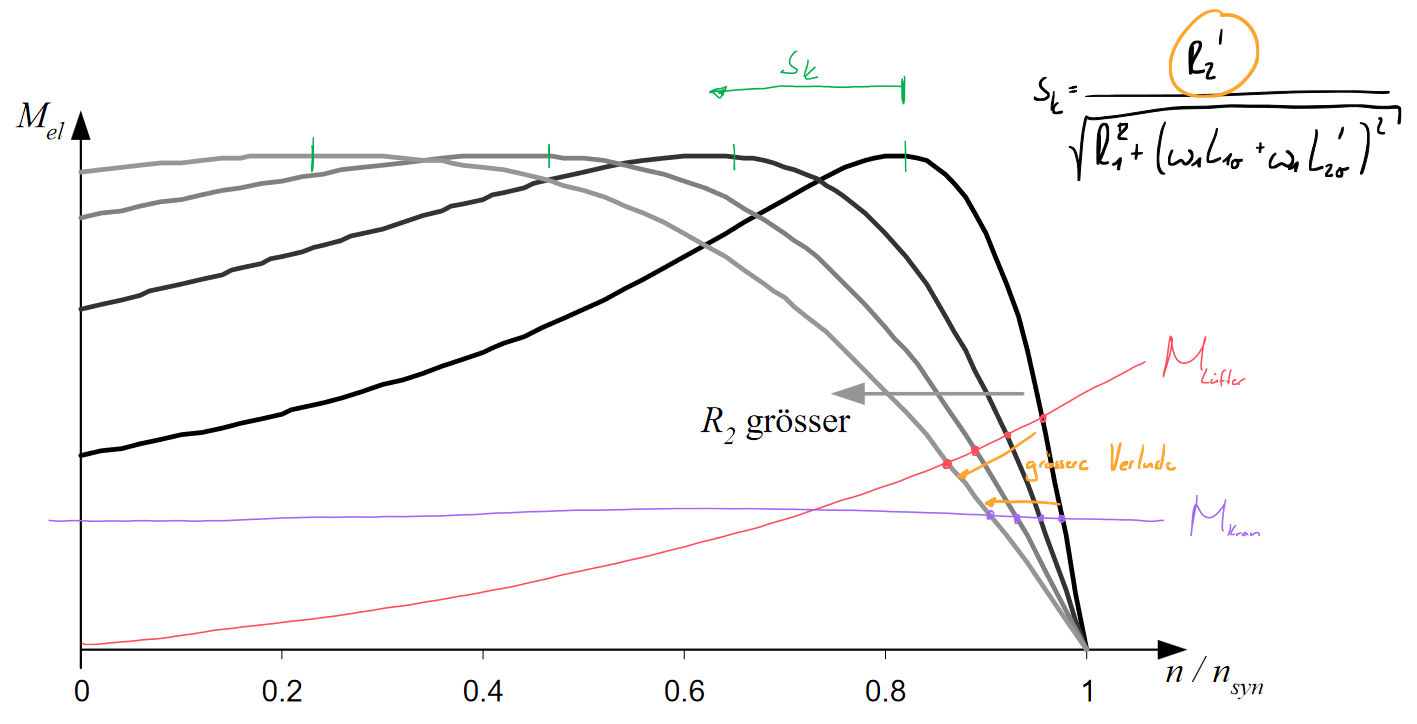 s_k
M_el
s_k = R_2' / √(R_1² + (ω_1 L_1σ + ω_1 L_2σ')²)
M_Lüfter
R_2 grösser
grössere Verluste
M_Kran
n / n_syn
0 0.2 0.4 0.6 0.8 1